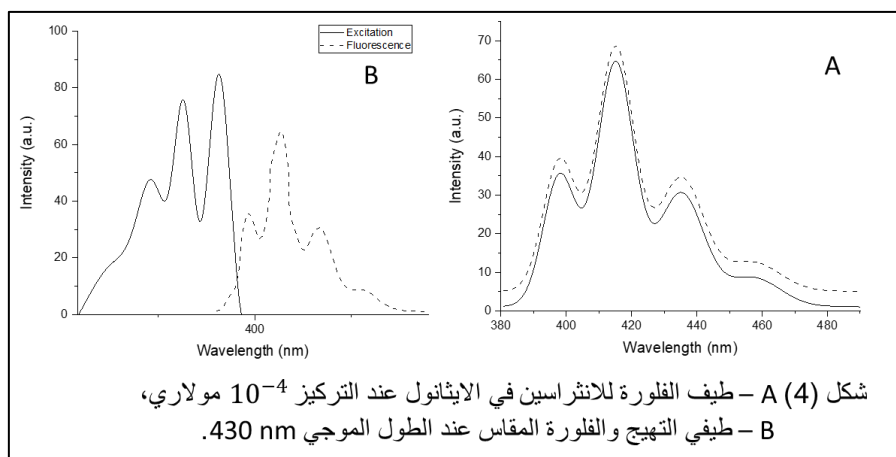 Excitation
Fluorescence
B
100
80
60
40
20
0
400
Intensity (a.u.)
Wavelength (nm)
A
70
60
50
40
30
20
10
0
380 400 420 440 460 480
Intensity (a.u.)
Wavelength (nm)
شكل (4) A – طيف الفلورة للانثراسين في الايثانول عند التركيز 10⁻⁴ مولاري،
B – طيفي التهيج والفلورة المقاس عند الطول الموجي 430 nm.